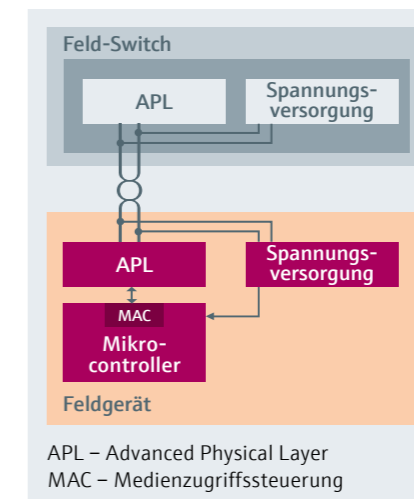 Feld-Switch
APL
Spannungs-
versorgung
APL
Spannungs-
versorgung
MAC
Mikro-
controller
Feldgerät
APL – Advanced Physical Layer
MAC – Medienzugriffssteuerung